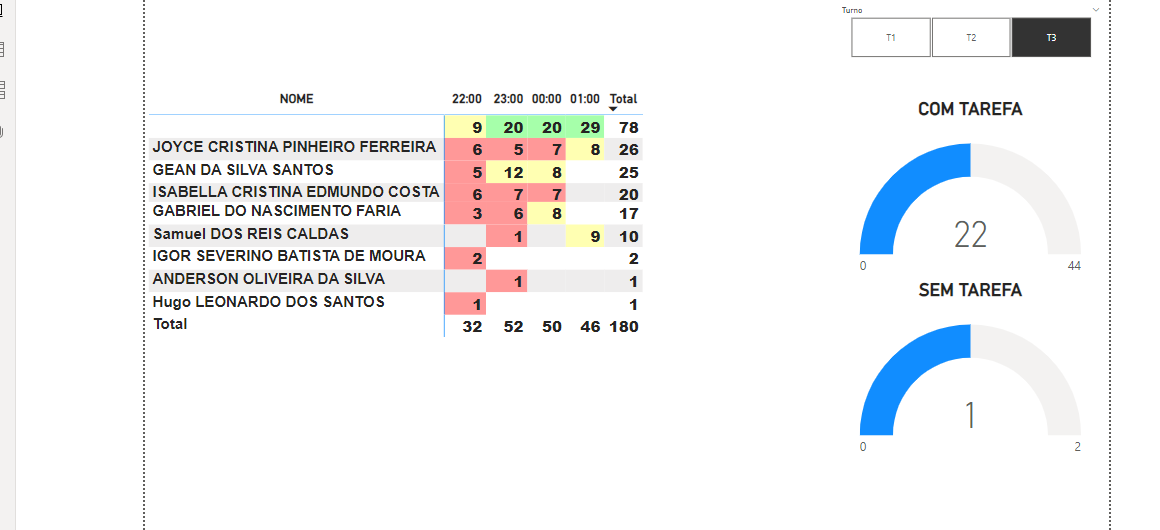 Turno
T1 T2 T3
NOME 22:00 23:00 00:00 01:00 Total
9 20 20 29 78
JOYCE CRISTINA PINHEIRO FERREIRA 6 5 7 8 26
GEAN DA SILVA SANTOS 5 12 8 25
ISABELLA CRISTINA EDMUNDO COSTA 6 7 7 20
GABRIEL DO NASCIMENTO FARIA 3 6 8 17
Samuel DOS REIS CALDAS 1 9 10
IGOR SEVERINO BATISTA DE MOURA 2 2
ANDERSON OLIVEIRA DA SILVA 1 1
Hugo LEONARDO DOS SANTOS 1 1
Total 32 52 50 46 180
COM TAREFA
22
0 44
SEM TAREFA
1
0 2